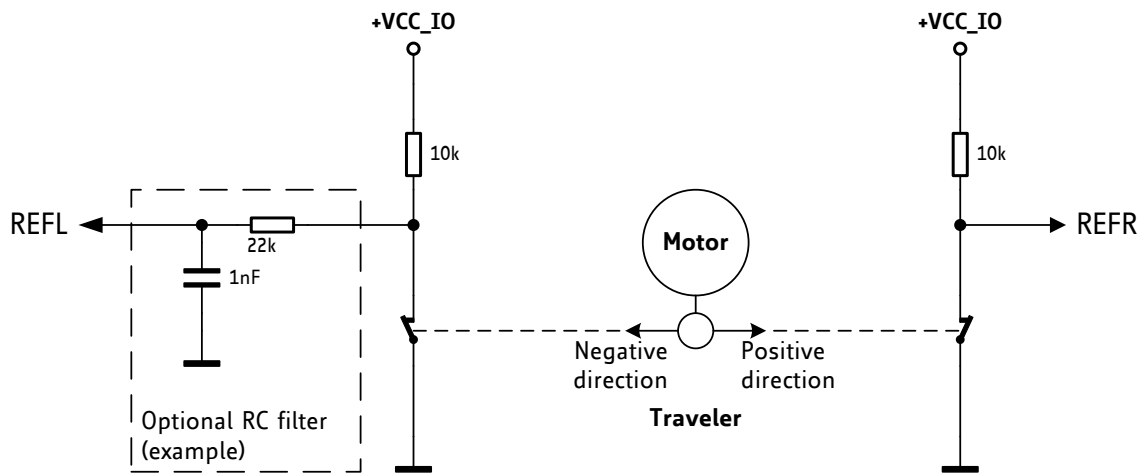 +VCC_IO
+VCC_IO
10k
10k
REFL
22k
1nF
Motor
REFR
Negative
direction
Positive
direction
Traveler
Optional RC filter
(example)